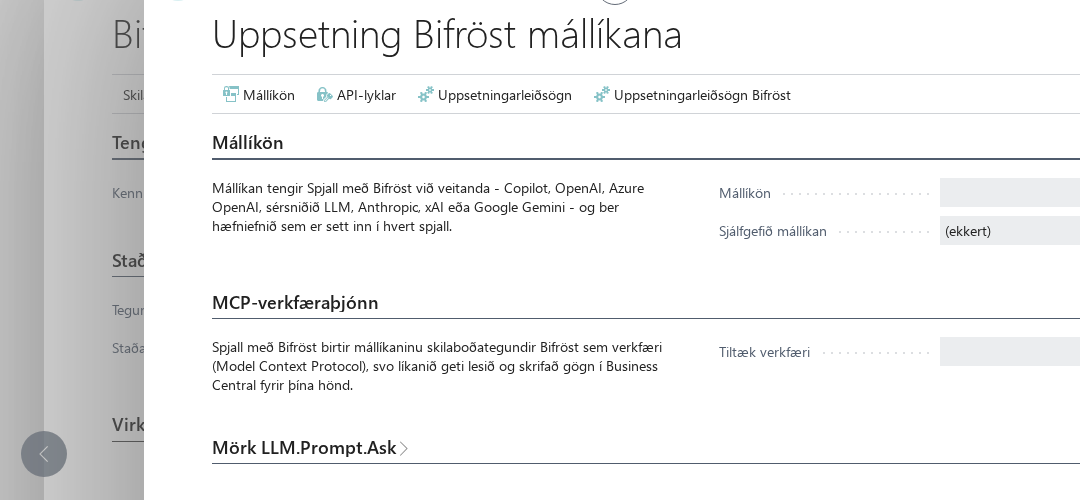 Uppsetning Bifröst mállíkana
Mállíkön API-lyklar Uppsetningarleiðsögn Uppsetningarleiðsögn Bifröst
Mállíkön
Mállíkan tengir Spjall með Bifröst við veitanda - Copilot, OpenAI, Azure
OpenAI, sérsniðið LLM, Anthropic, xAI eða Google Gemini - og ber
hæfniefnið sem er sett inn í hvert spjall.
Mállíkön
Sjálfgefið mállíkan (ekkert)
MCP-verkfæraþjónn
Spjall með Bifröst birtir mállíkaninu skilaboðategundir Bifröst sem verkfæri
(Model Context Protocol), svo líkanið geti lesið og skrifað gögn í Business
Central fyrir þína hönd.
Tiltæk verkfæri
Mörk LLM.Prompt.Ask